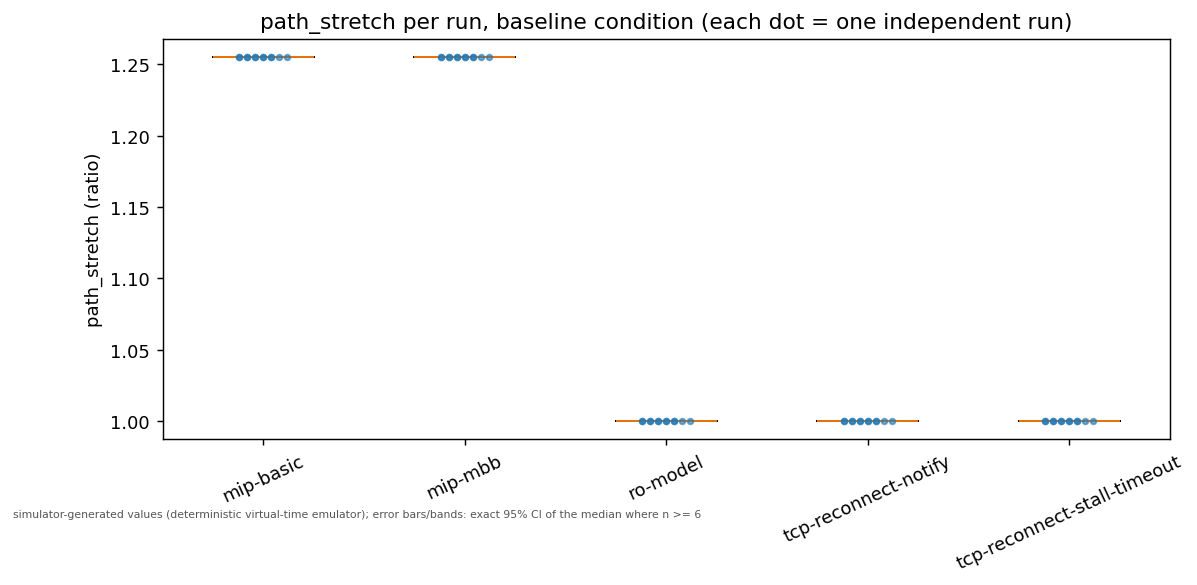 path_stretch per run, baseline condition (each dot = one independent run)
path_stretch (ratio)
1.25
1.20
1.15
1.10
1.05
1.00
mip-basic
mip-mbb
ro-model
tcp-reconnect-notify
tcp-reconnect-stall-timeout
simulator-generated values (deterministic virtual-time emulator); error bars/bands: exact 95% CI of the median where n >= 6